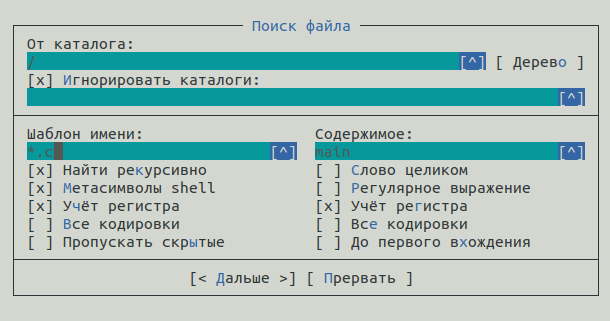 Поиск файла
От каталога:
/ [^] [ Дерево ]
[x] Игнорировать каталоги:
[^]
Шаблон имени: Содержимое:
*.c [^] main [^]
[x] Найти рекурсивно [ ] Слово целиком
[x] Метасимволы shell [ ] Регулярное выражение
[x] Учёт регистра [x] Учёт регистра
[ ] Все кодировки [ ] Все кодировки
[ ] Пропускать скрытые [ ] До первого вхождения
[< Дальше >] [ Прервать ]